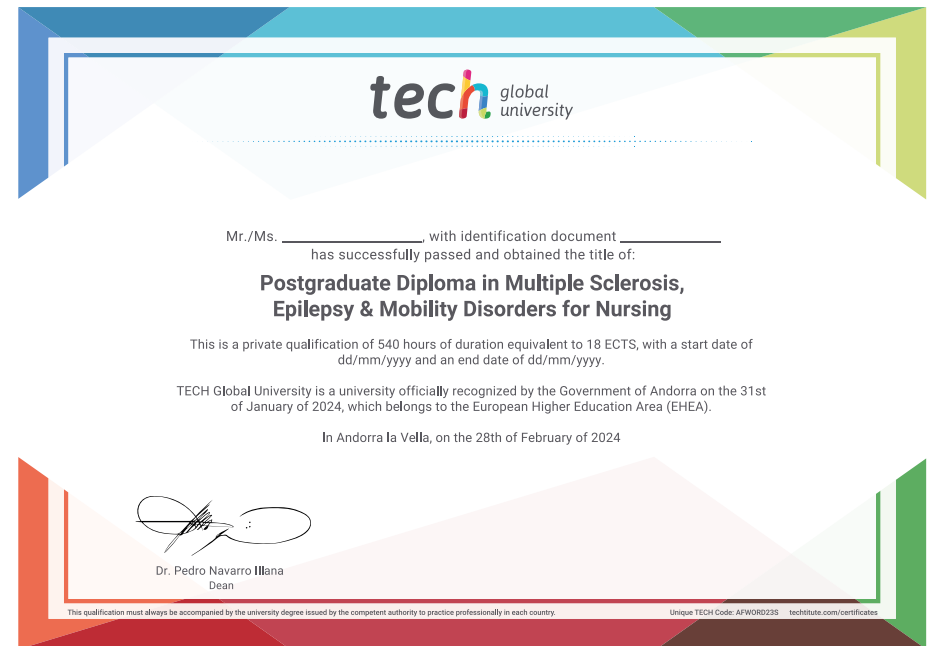 tech global
university
Mr./Ms. ______________, with identification document __________
has successfully passed and obtained the title of:
Postgraduate Diploma in Multiple Sclerosis,
Epilepsy & Mobility Disorders for Nursing
This is a private qualification of 540 hours of duration equivalent to 18 ECTS, with a start date of
dd/mm/yyyy and an end date of dd/mm/yyyy.
TECH Global University is a university officially recognized by the Government of Andorra on the 31st
of January of 2024, which belongs to the European Higher Education Area (EHEA).
In Andorra la Vella, on the 28th of February of 2024
Dr. Pedro Navarro Illana
Dean
This qualification must always be accompanied by the university degree issued by the competent authority to practice professionally in each country.
Unique TECH Code: AFWORD23S techtitute.com/certificates